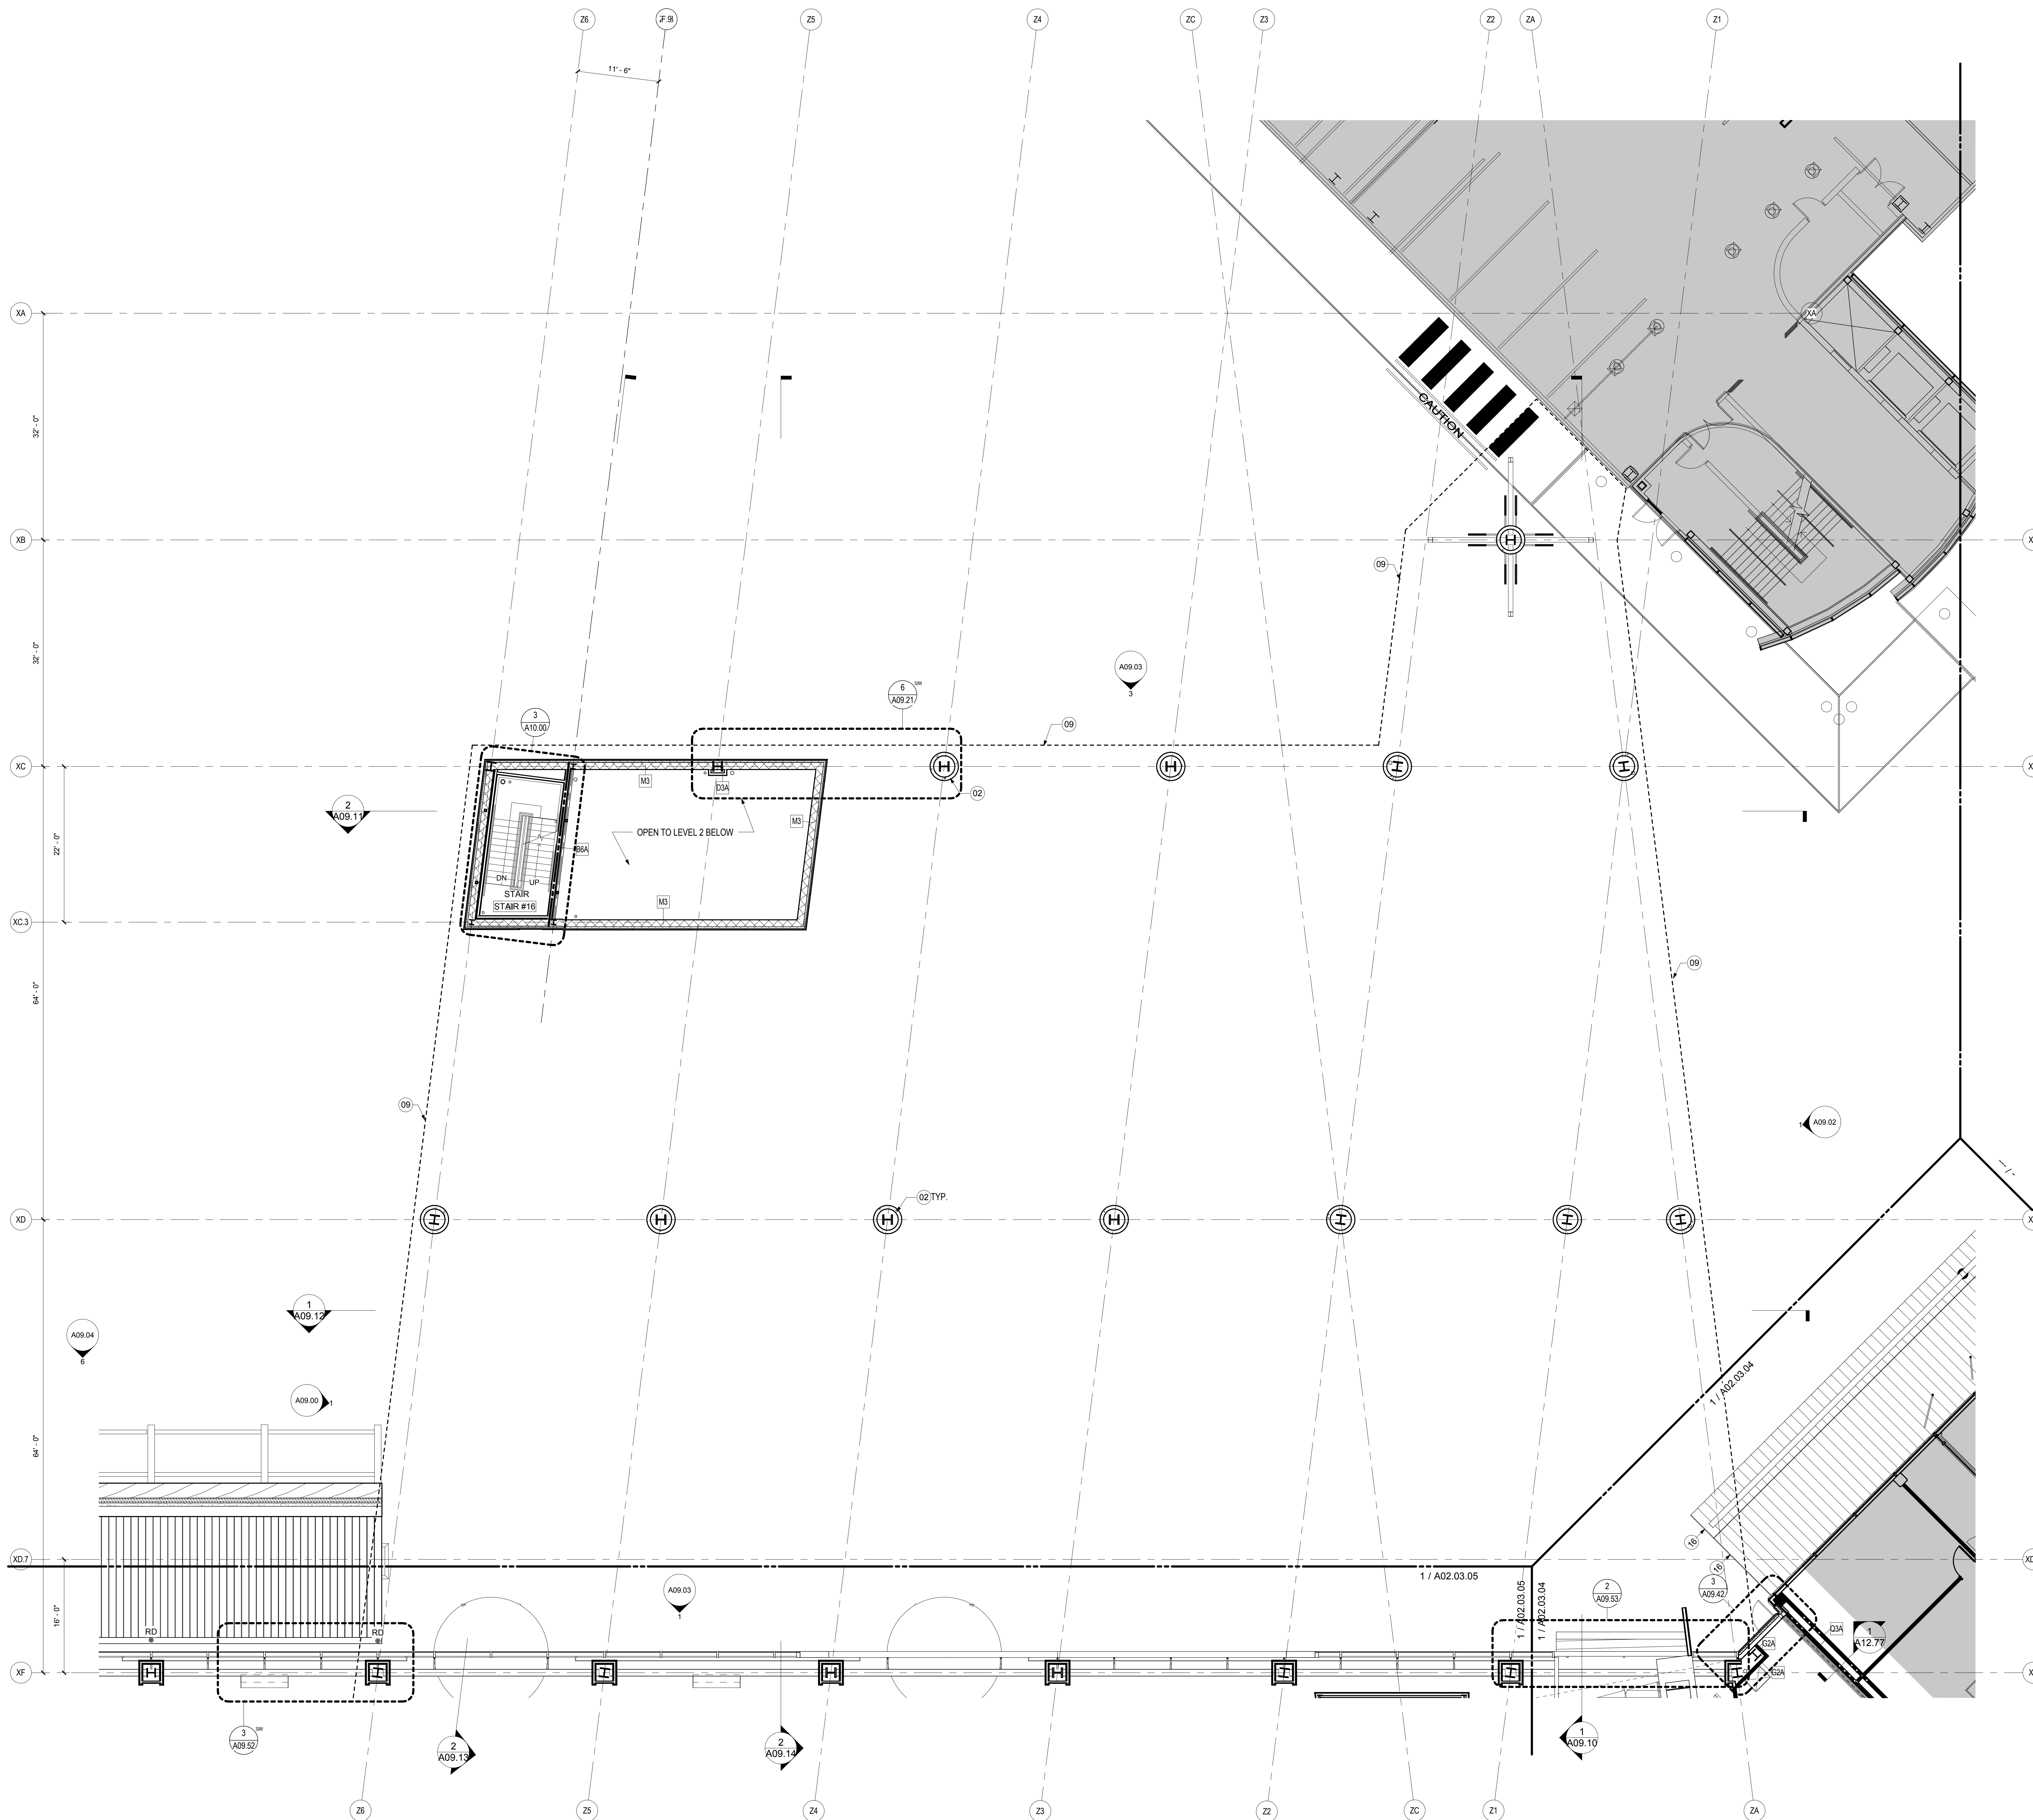 Z6
Z5
Z4
ZC
Z3
Z2
ZA
Z1
11' - 6"
XA
XA
32' - 0"
CAUTION
XB
09
32' - 0"
A09.03
3
6
SIM
A09.21
3
A10.00
09
XC
M3
D3A
02
2
A09.11
M3
OPEN TO LEVEL 2 BELOW
22' - 0"
B6A
DN
UP
STAIR
STAIR #16
M3
XC.3
09
64' - 0"
09
A09.02
1
02
TYP.
XD
1
A09.12
A09.04
6
A09.00
1
1 / A02.03.04
64' - 0"
16
16
XD.7
1 / A02.03.05
1 / A02.03.05
1 / A02.03.04
A09.03
1
2
A09.53
3
A09.42
16' - 0"
RD
RD
G2A
Q3A
1
A12.77
G2A
XF
3
SIM
A09.52
2
A09.13
2
A09.14
1
A09.10
Z6
Z5
Z4
Z3
Z2
ZC
Z1
ZA